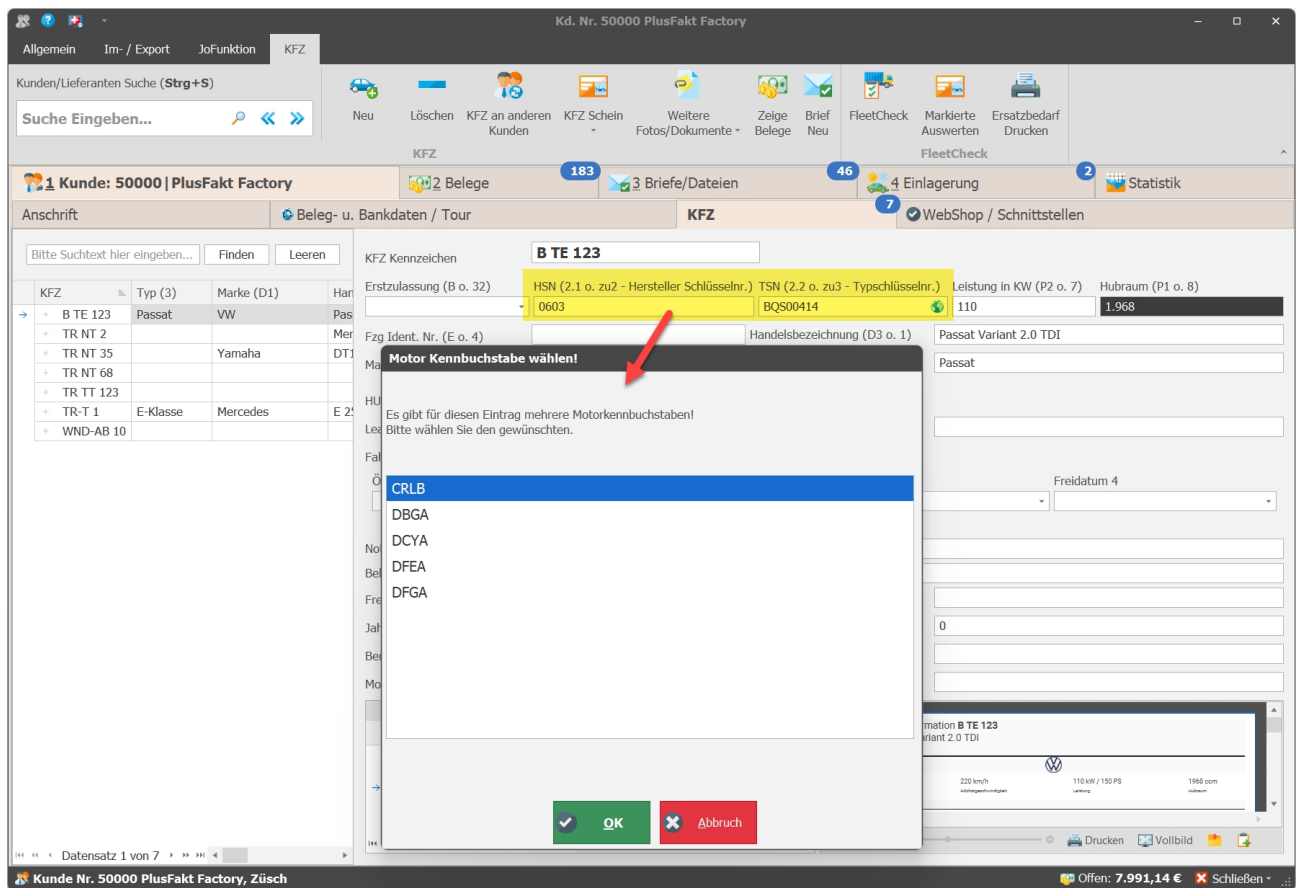 Kd. Nr. 50000 PlusFakt Factory
Allgemein Im- / Export JoFunktion KFZ
Kunden/Lieferanten Suche (Strg+S)
Suche Eingeben...
Neu
Löschen
KFZ an anderen
Kunden
KFZ Schein
Weitere
Fotos/Dokumente
Zeige
Belege
Brief
Neu
FleetCheck
Markierte
Auswerten
Ersatzbedarf
Drucken
KFZ
FleetCheck
1 Kunde: 50000 | PlusFakt Factory
2 Belege
183
3 Briefe/Dateien
46
4 Einlagerung
2
Statistik
Anschrift
Beleg- u. Bankdaten / Tour
KFZ
7
WebShop / Schnittstellen
Bitte Suchtext hier eingeben... Finden Leeren
KFZ Typ (3) Marke (D1)
B TE 123 Passat VW
TR NT 2
TR NT 35 Yamaha
TR NT 68
TR TT 123
TR-T 1 E-Klasse Mercedes
WND-AB 10
KFZ Kennzeichen B TE 123
Erstzulassung (B o. 32) HSN (2.1 o. zu2 - Hersteller Schlüsselnr.) TSN (2.2 o. zu3 - Typschlüsselnr.) Leistung in KW (P2 o. 7) Hubraum (P1 o. 8)
0603 BQS00414 110 1.968
Fzg Ident. Nr. (E o. 4) Handelsbezeichnung (D3 o. 1) Passat Variant 2.0 TDI
Passat
Motor Kennbuchstabe wählen!
Es gibt für diesen Eintrag mehrere Motorkennbuchstaben!
Bitte wählen Sie den gewünschten.
CRLB
DBGA
DCYA
DFEA
DFGA
OK Abbruch
Freidatum 4
0
B TE 123
2.0 TDI
220 km/h 110 kW / 150 PS 1968 ccm
Höchstgeschwindigkeit Leistung Hubraum
Drucken Vollbild
Datensatz 1 von 7
Kunde Nr. 50000 PlusFakt Factory, Züsch
Offen: 7.991,14 € Schließen